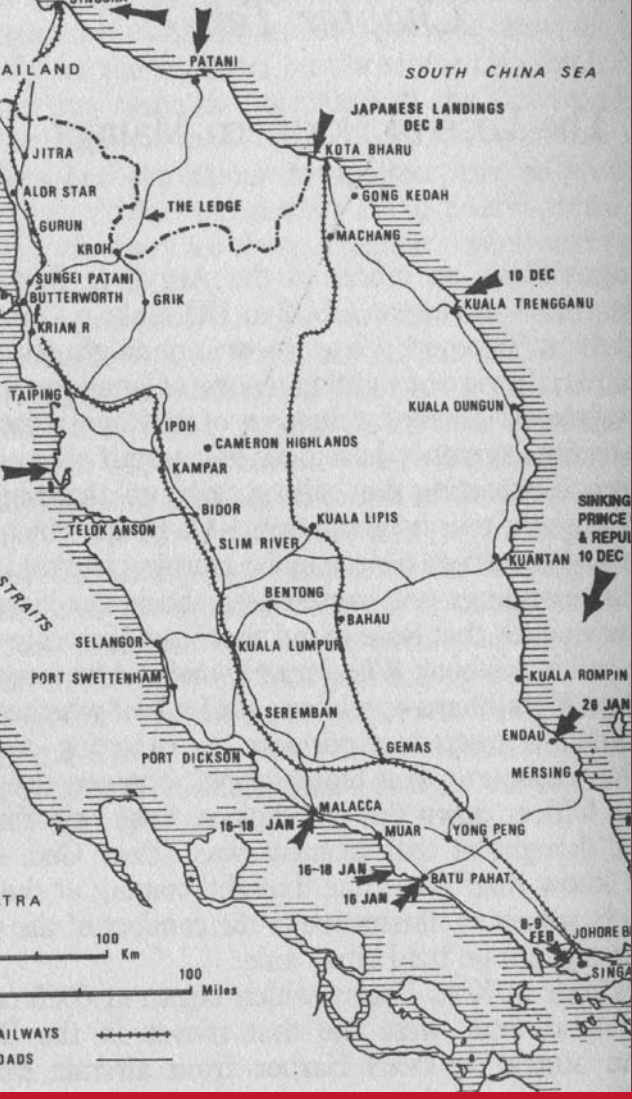 PATANI
AILAND
SOUTH CHINA SEA
JAPANESE LANDINGS
DEC 8
JITRA
KOTA BHARU
ALOR STAR
GONG KEDAH
THE LEDGE
GURUN
MACHANG
KROH
SUNGEI PATANI
10 DEC
BUTTERWORTH
GRIK
KUALA TRENGGANU
KRIAN R
TAIPING
KUALA DUNGUN
IPOH
CAMERON HIGHLANDS
KAMPAR
SINKING
PRINCE
& REPUL
10 DEC
BIDOR
KUALA LIPIS
TELOK ANSON
SLIM RIVER
KUANTAN
STRAITS
BENTONG
BAHAU
SELANGOR
KUALA LUMPUR
PORT SWETTENHAM
KUALA ROMPIN
26 JAN
SEREMBAN
ENDAU
PORT DICKSON
GEMAS
MERSING
MALACCA
16-18 JAN
MUAR
YONG PENG
16-18 JAN
BATU PAHAT
16 JAN
TRA
8-9
FEB
JOHORE B
SINGA
100
Km
100
Miles
AILWAYS
OADS